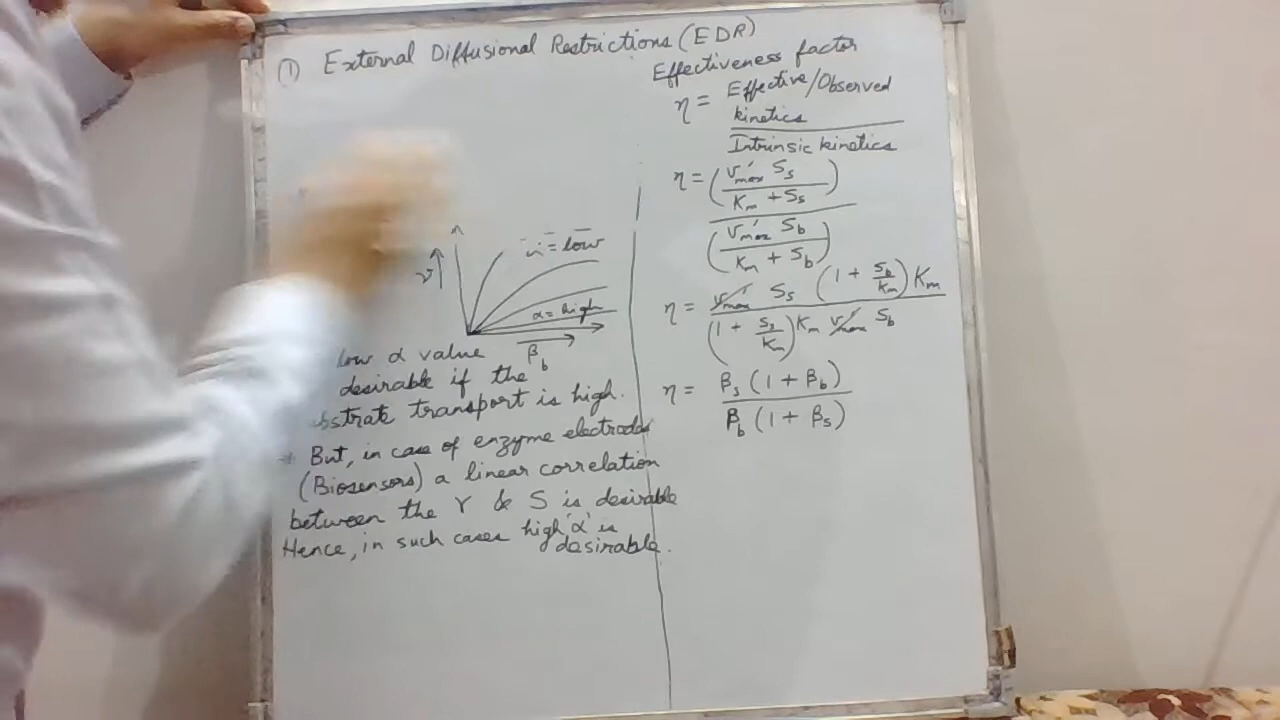 ① External Diffusional Restrictions (EDR)
ν ↑
= low
α = high
β_b
low α value
desirable if the
bstrate transport is high.
→ But, in case of enzyme electrodes
(Biosensors) a linear correlation
between the r & S is desirable
Hence, in such cases high 'α' is
desirable.
Effectiveness factor
η = Effective/Observed
kinetics
Intrinsic kinetics
η = (v'max Ss / Km + Ss)
(v'max Sb / Km + Sb)
η = v'max Ss (1 + Sb/Km) Km
(1 + Ss/Km) Km v'max Sb
η = βs (1 + βb)
βb (1 + βs)